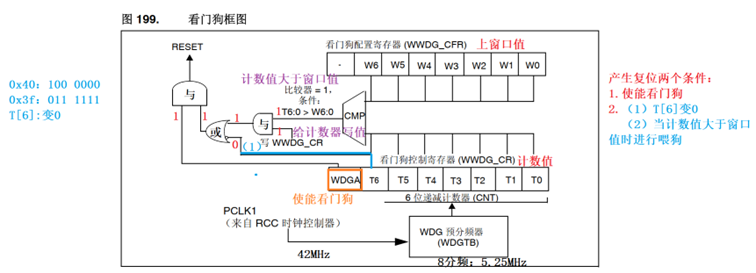 图 199. 看门狗框图
RESET
看门狗配置寄存器 (WWDG_CFR) 上窗口值
- W6 W5 W4 W3 W2 W1 W0
0x40: 100 0000
0x3f: 011 1111
T[6]:变0
计数值大于窗口值
比较器 = 1,
条件:
T6:0 > W6:0
CMP
与
1
1
或
0
(1)
与
1
1
给计数器写值
写 WWDG_CR
产生复位两个条件:
1.使能看门狗
2.(1)T[6]变0
(2)当计数值大于窗口
值时进行喂狗
看门狗控制寄存器 (WWDG_CR) 计数值
WDGA T6 T5 T4 T3 T2 T1 T0
使能看门狗
6 位递减计数器 (CNT)
PCLK1
(来自 RCC 时钟控制器)
42MHz
WDG 预分频器
(WDGTB)
8分频: 5.25MHz